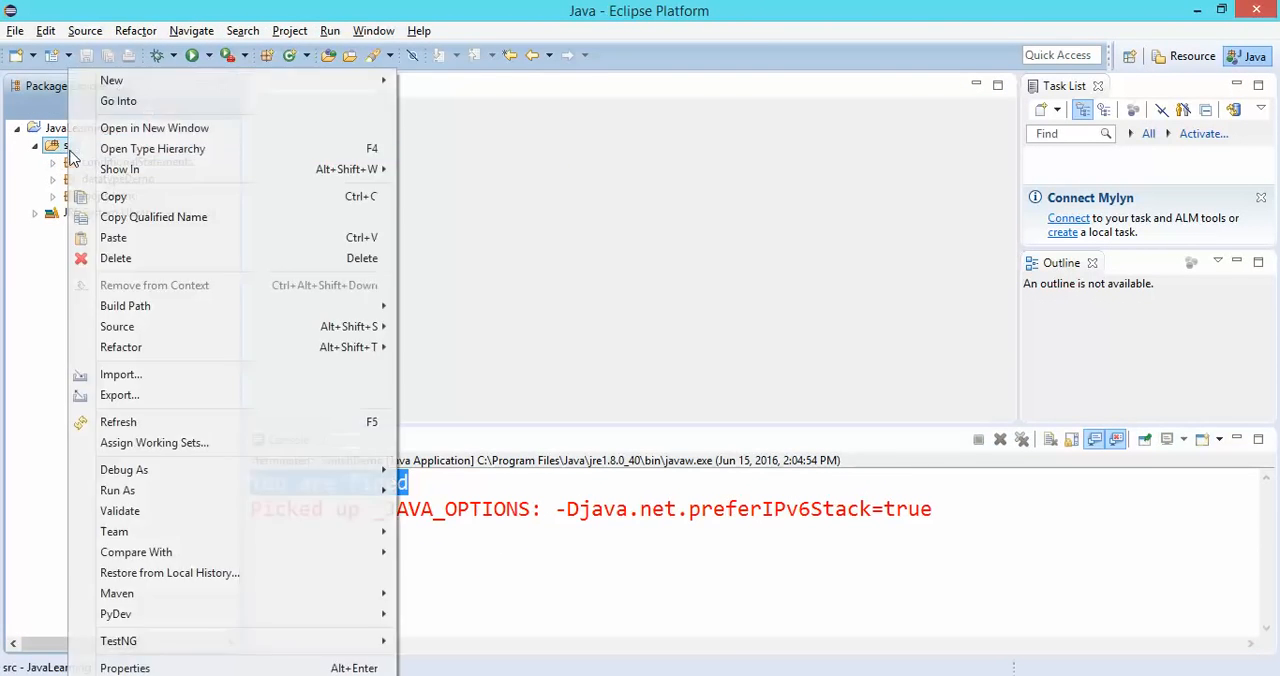 Java - Eclipse Platform
File Edit Source Refactor Navigate Search Project Run Window Help
Quick Access Resource Java
Package
New
Go Into
Open in New Window
Open Type Hierarchy F4
Show In Alt+Shift+W
Copy Ctrl+C
Copy Qualified Name
Paste Ctrl+V
Delete Delete
Remove from Context Ctrl+Alt+Shift+Down
Build Path
Source Alt+Shift+S
Refactor Alt+Shift+T
Import...
Export...
Refresh F5
Assign Working Sets...
Debug As
Run As
Validate
Team
Compare With
Restore from Local History...
Maven
PyDev
TestNG
Properties Alt+Enter
Task List
Find All Activate...
Connect Mylyn
Connect to your task and ALM tools or
create a local task.
Outline
An outline is not available.
Java Application] C:\Program Files\Java\jre1.8.0_40\bin\javaw.exe (Jun 15, 2016, 2:04:54 PM)
You are
Picked up _JAVA_OPTIONS: -Djava.net.preferIPv6Stack=true
src - JavaLearn